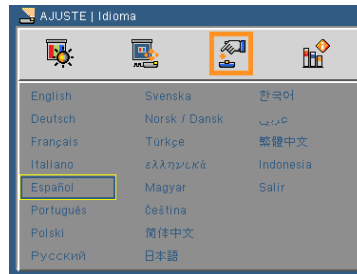 AJUSTE | Idioma
English Svenska 한국어
Deutsch Norsk / Dansk عربي
Français Türkçe 繁體中文
Italiano ελληνικά Indonesia
Español Magyar Salir
Português Čeština
Polski 简体中文
Русский 日本語